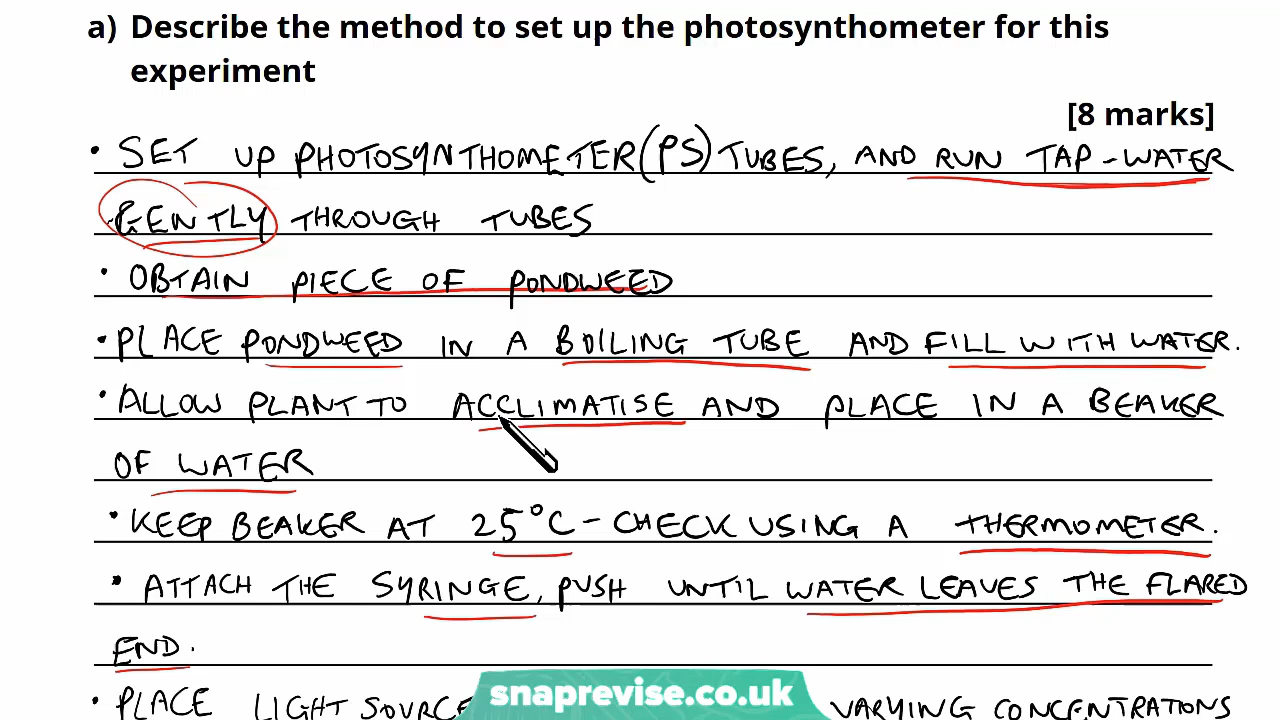 a) Describe the method to set up the photosynthometer for this
experiment
[8 marks]
• SET UP PHOTOSYNTHOMETER (PS) TUBES, AND RUN TAP-WATER
GENTLY THROUGH TUBES
• OBTAIN PIECE OF PONDWEED
• PLACE PONDWEED IN A BOILING TUBE AND FILL WITH WATER.
• ALLOW PLANT TO ACCLIMATISE AND PLACE IN A BEAKER
OF WATER
• KEEP BEAKER AT 25°C - CHECK USING A THERMOMETER.
• ATTACH THE SYRINGE, PUSH UNTIL WATER LEAVES THE FLARED
END.
• PLACE LIGHT SOURCE VARYING CONCENTRATIONS
snaprevise.co.uk